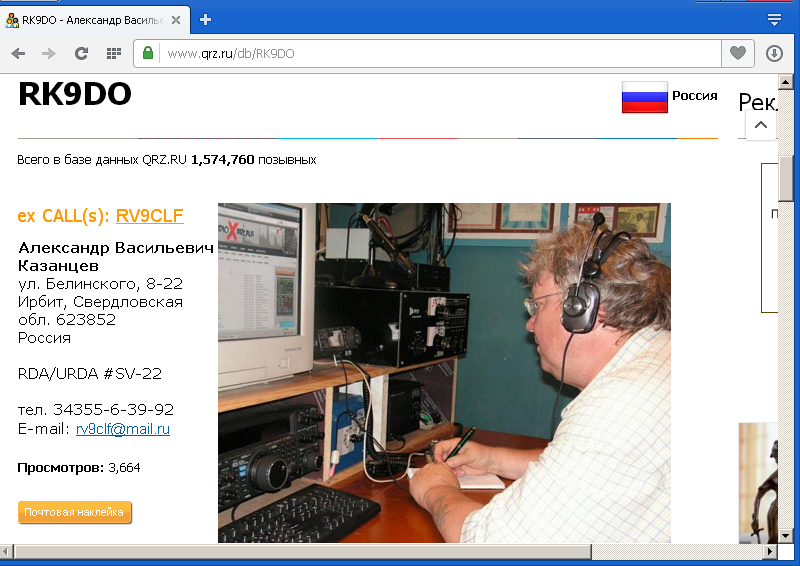 RK9DO - Александр Василье
www.qrz.ru/db/RK9DO
RK9DO
Россия
Рекл
Всего в базе данных QRZ.RU 1,574,760 позывных
ex CALL(s): RV9CLF
Александр Васильевич
Казанцев
ул. Белинского, 8-22
Ирбит, Свердловская
обл. 623852
Россия
RDA/URDA #SV-22
тел. 34355-6-39-92
E-mail: rv9clf@mail.ru
Просмотров: 3,664
Почтовая наклейка
П